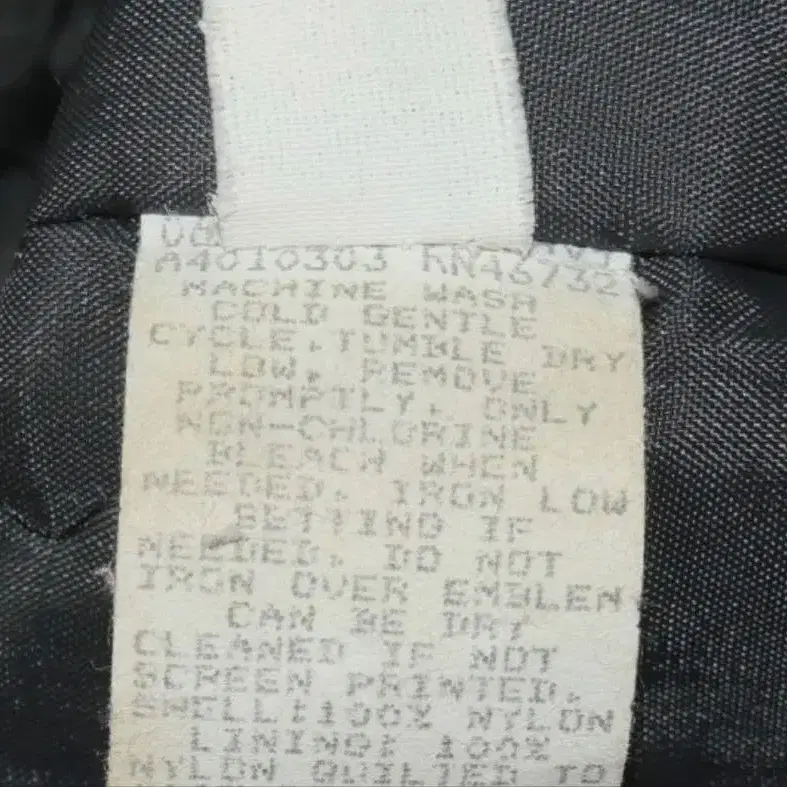 A4010303 RN46732
MACHINE WASH
COLD GENTLE
CYCLE. TUMBLE DRY
LOW. REMOVE
PROMPTLY. ONLY
NON-CHLORINE
BLEACH WHEN
NEEDED. IRON LOW
SETTING IF
NEEDED. DO NOT
IRON OVER EMBLEM
CAN BE DRY
CLEANED IF NOT
SCREEN PRINTED.
SHELL:100% NYLON
LINING: 100%
NYLON QUILTED TO